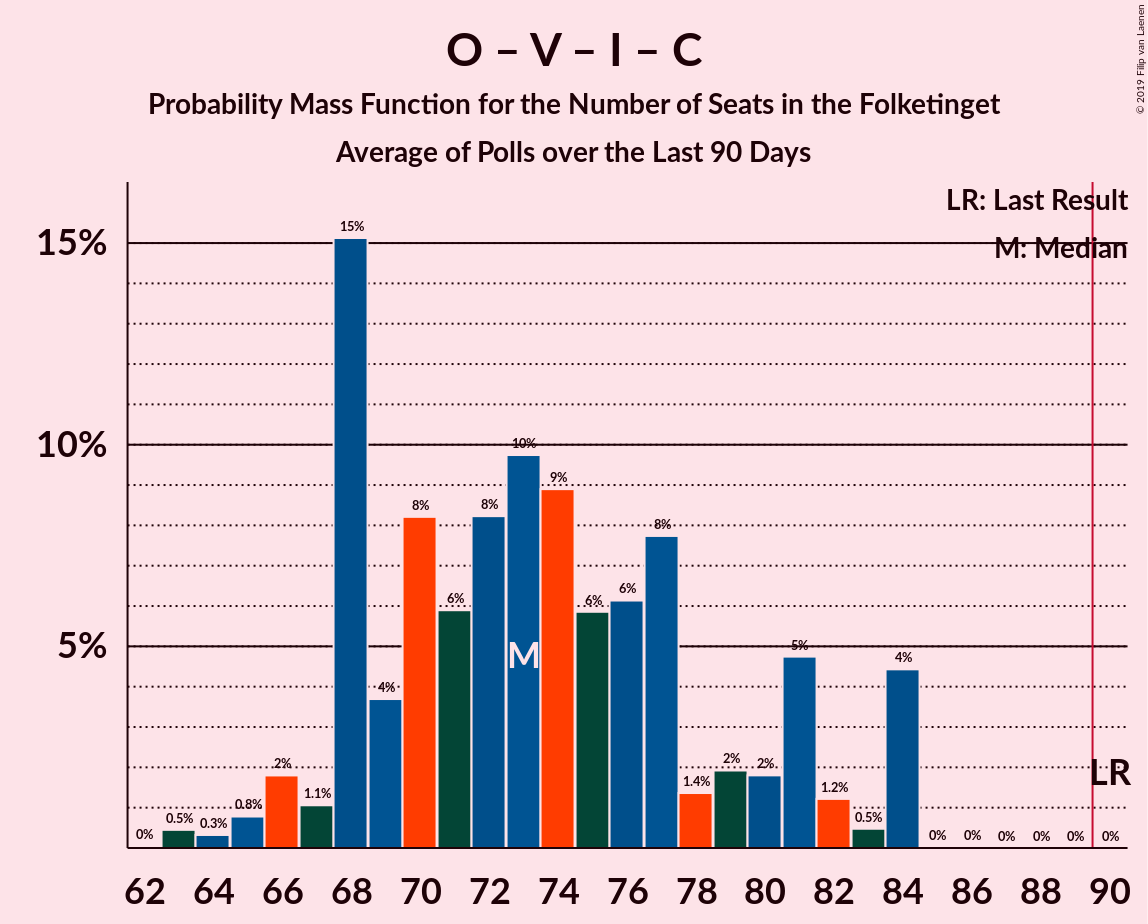 O – V – I – C
Probability Mass Function for the Number of Seats in the Folketinget
Average of Polls over the Last 90 Days
© 2019 Filip van Laenen
LR: Last Result
M: Median
15%
10%
5%
0% 0.5% 0.3% 0.8% 2% 1.1% 15% 4% 8% 6% 8% 10% 9% 6% 6% 8% 1.4% 2% 2% 5% 1.2% 0.5% 4% 0% 0% 0% 0% 0% 0%
M
LR
62 64 66 68 70 72 74 76 78 80 82 84 86 88 90